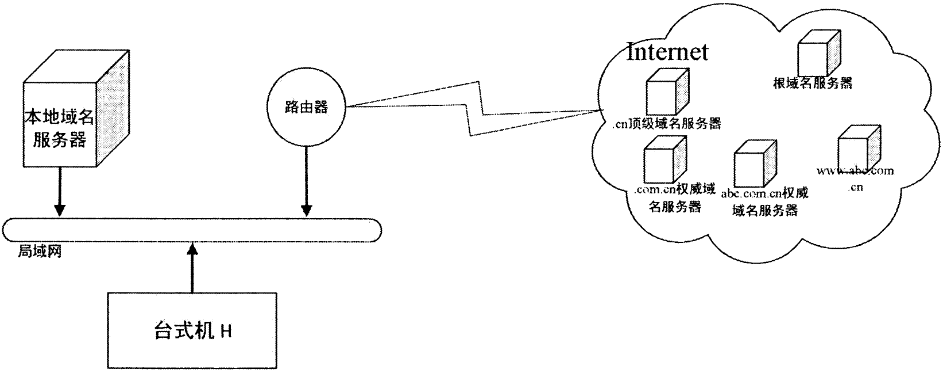 Internet
根域名服务器
本地域名
服务器
路由器
.cn顶级域名服务器
www.abc.com
.cn
.com.cn权威域
名服务器
abc.com.cn权威
域名服务器
局域网
台式机 H